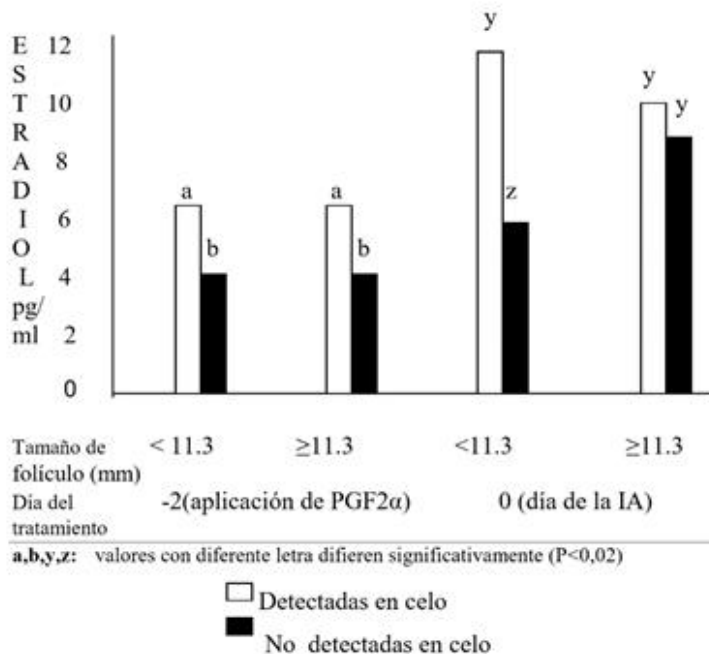 ESTRADIOL
pg/
ml
12
10
8
6
4
2
0
a
b
a
b
y
z
y
y
Tamaño de < 11.3 ≥11.3 <11.3 ≥11.3
folículo (mm)
Dia del -2(aplicación de PGF2α) 0 (día de la IA)
tratamiento
a,b,y,z: valores con diferente letra difieren significativamente (P<0,02)
Detectadas en celo
No detectadas en celo